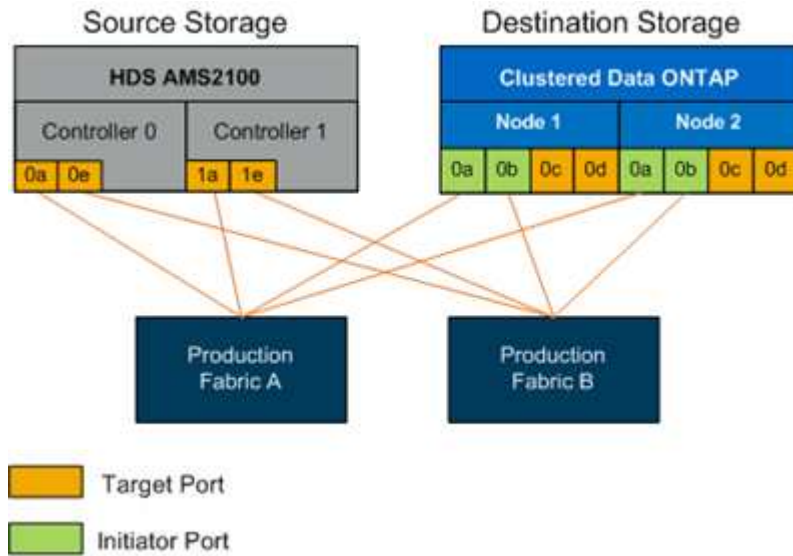 Source Storage
Destination Storage
HDS AMS2100
Clustered Data ONTAP
Controller 0
Controller 1
Node 1
Node 2
0a 0e
1a 1e
0a 0b 0c 0d
0a 0b 0c 0d
Production
Fabric A
Production
Fabric B
Target Port
Initiator Port